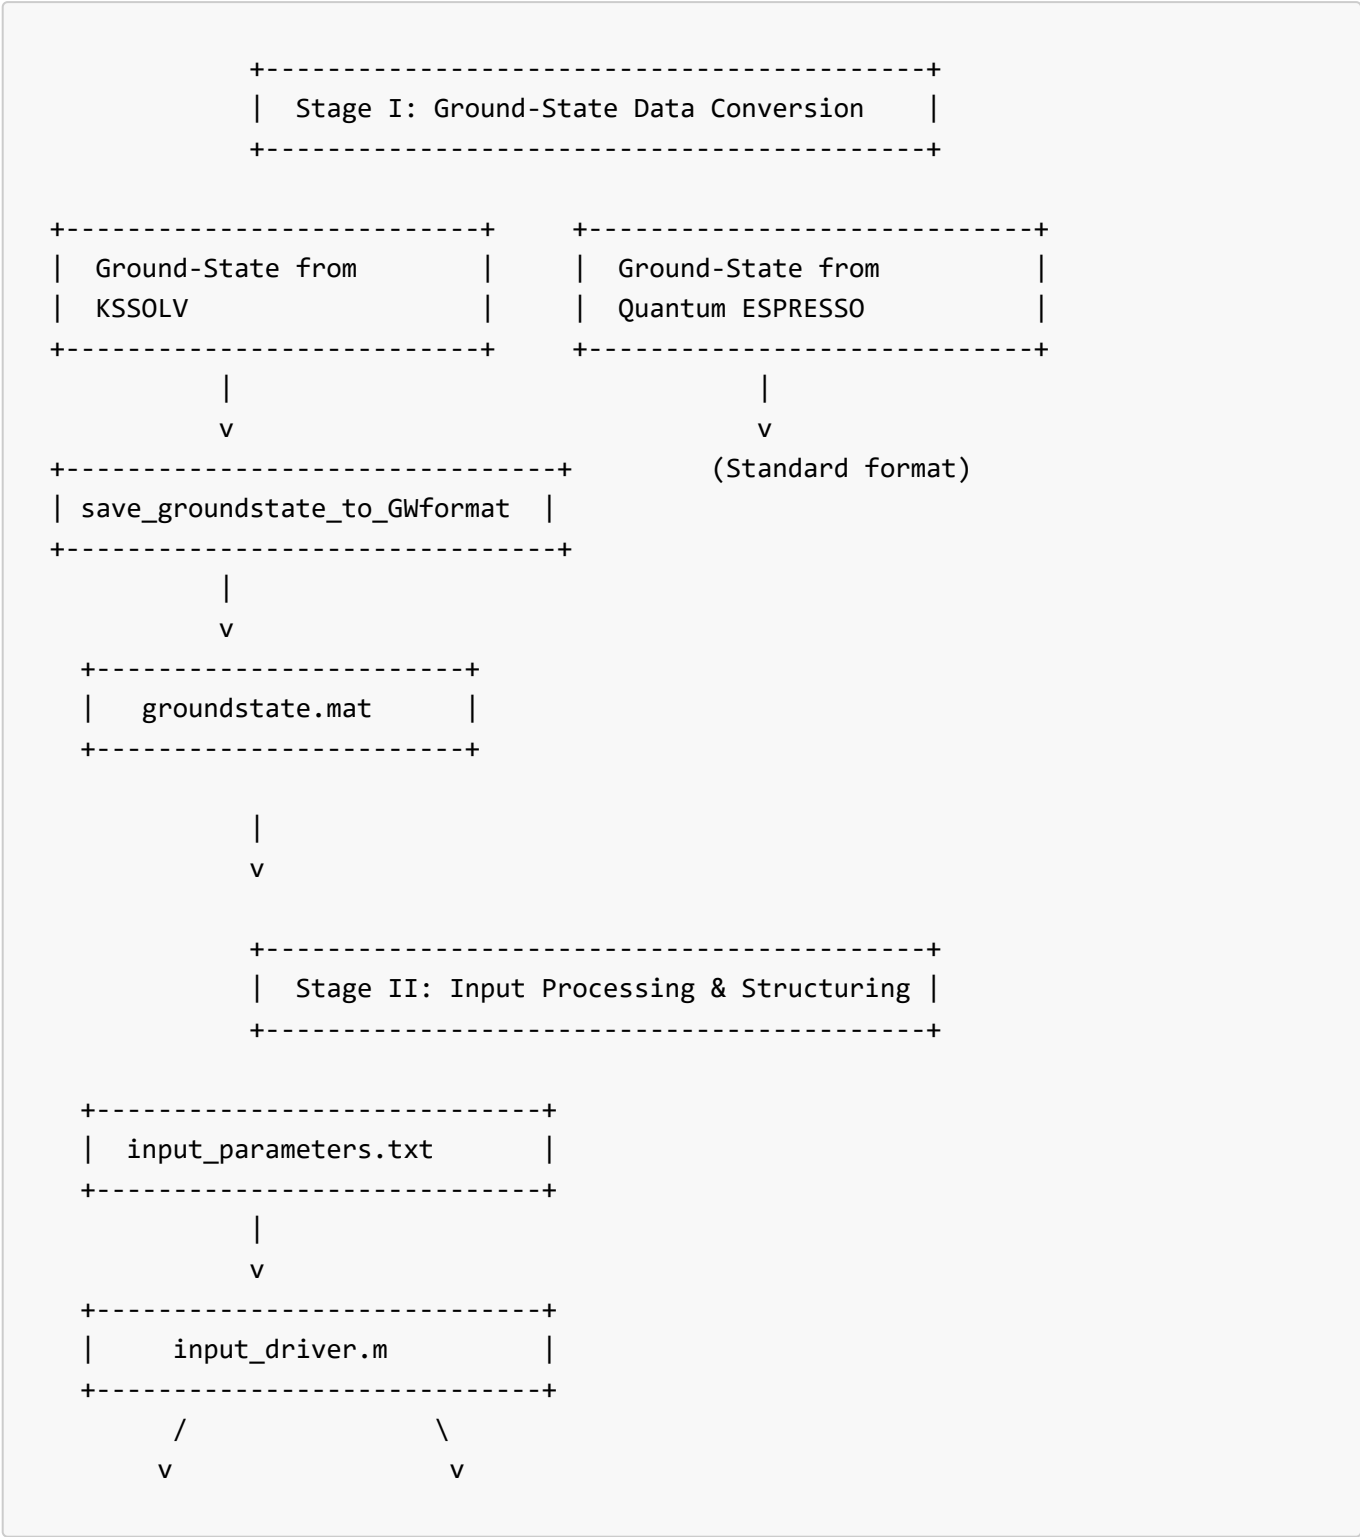 Stage I: Ground-State Data Conversion
Ground-State from
KSSOLV
Ground-State from
Quantum ESPRESSO
v
v
(Standard format)
save_groundstate_to_GWformat
v
groundstate.mat
v
Stage II: Input Processing & Structuring
input_parameters.txt
v
input_driver.m
/ \
v v